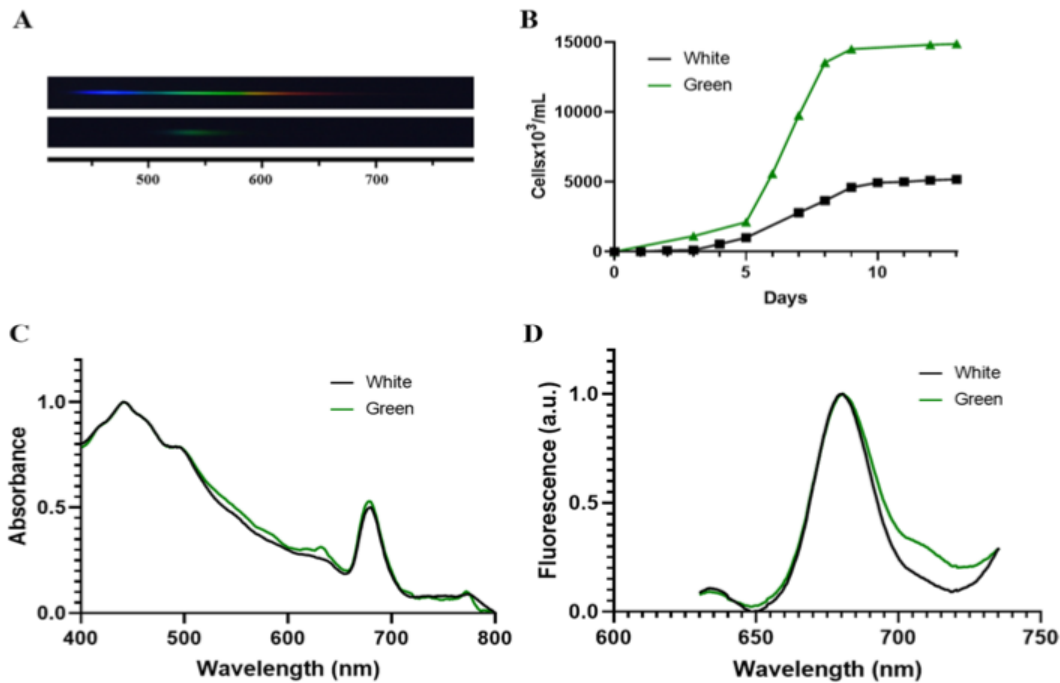 A
500 600 700
B
15000
10000
5000
0
Cellsx10³/mL
White
Green
0 5 10
Days
C
1.0
0.5
0.0
Absorbance
White
Green
400 500 600 700 800
Wavelength (nm)
D
1.0
0.5
0.0
Fluorescence (a.u.)
White
Green
600 650 700 750
Wavelength (nm)